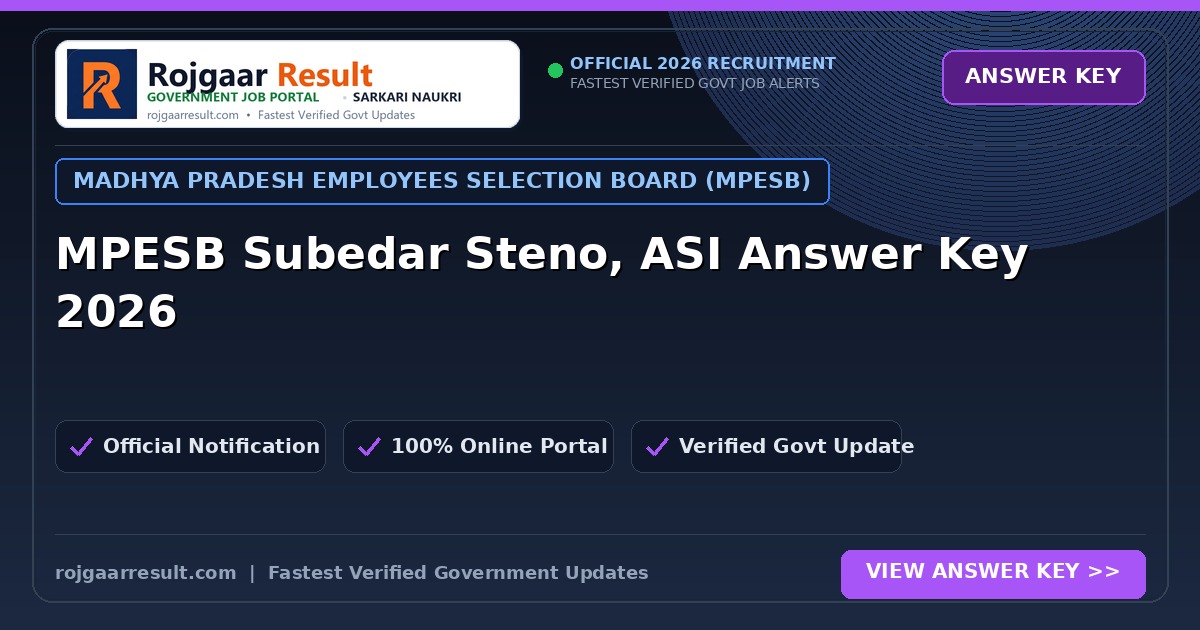 Rojgaar Result
GOVERNMENT JOB PORTAL • SARKARI NAUKRI
rojgaarresult.com • Fastest Verified Govt Updates
OFFICIAL 2026 RECRUITMENT
FASTEST VERIFIED GOVT JOB ALERTS
ANSWER KEY
MADHYA PRADESH EMPLOYEES SELECTION BOARD (MPESB)
MPESB Subedar Steno, ASI Answer Key
2026
Official Notification
100% Online Portal
Verified Govt Update
rojgaarresult.com | Fastest Verified Government Updates
VIEW ANSWER KEY >>